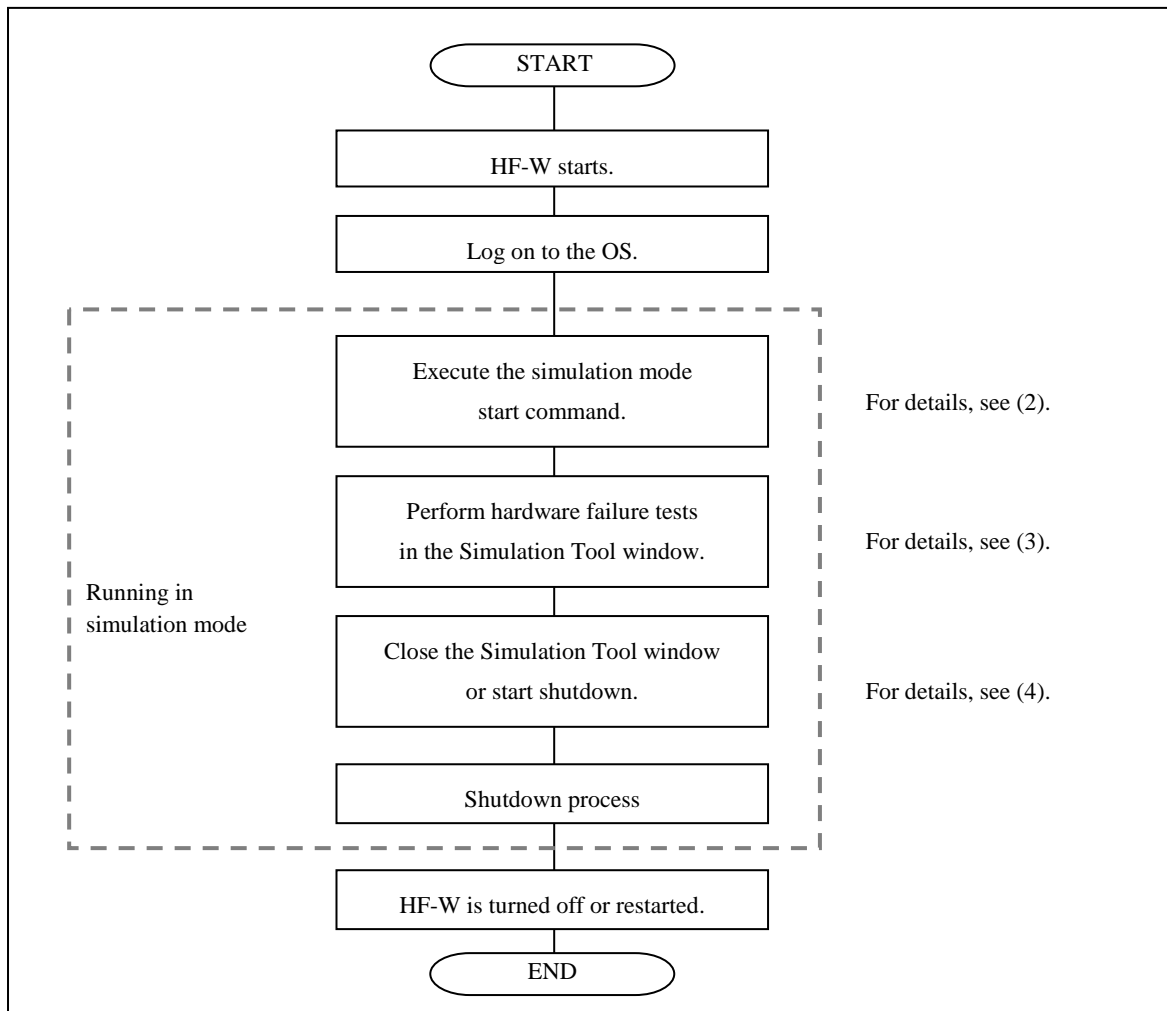 START
HF-W starts.
Log on to the OS.
Execute the simulation mode
start command.
For details, see (2).
Perform hardware failure tests
in the Simulation Tool window.
For details, see (3).
Running in
simulation mode
Close the Simulation Tool window
or start shutdown.
For details, see (4).
Shutdown process
HF-W is turned off or restarted.
END